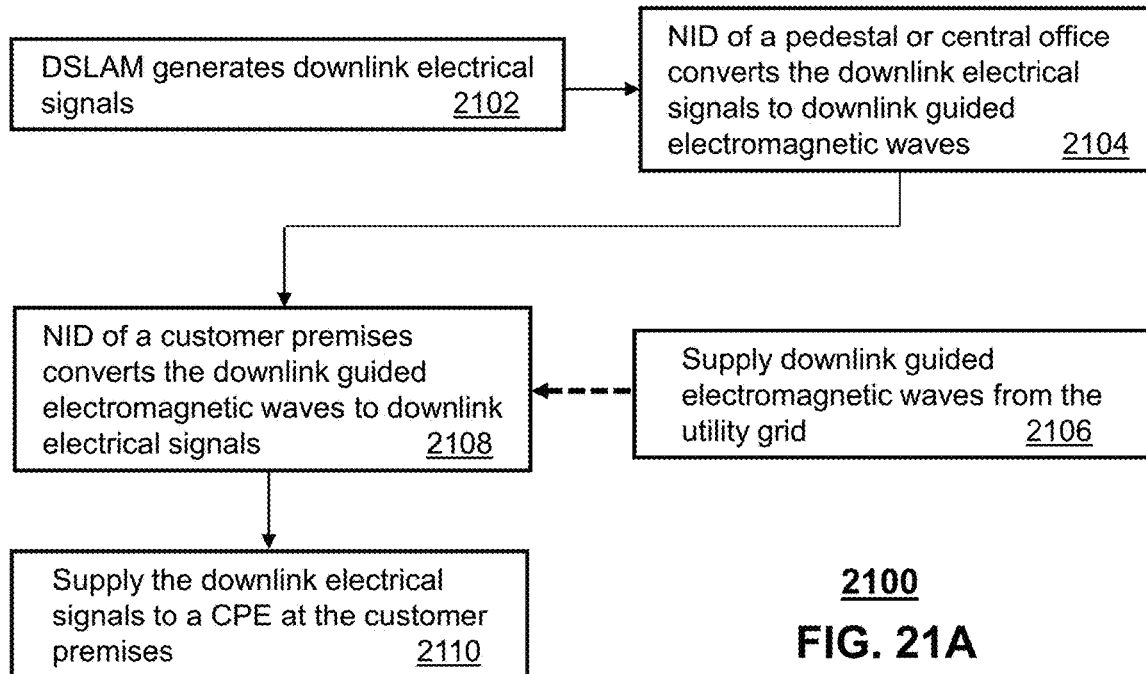 DSLAM generates downlink electrical
signals 2102
NID of a pedestal or central office
converts the downlink electrical
signals to downlink guided
electromagnetic waves 2104
NID of a customer premises
converts the downlink guided
electromagnetic waves to downlink
electrical signals 2108
Supply downlink guided
electromagnetic waves from the
utility grid 2106
Supply the downlink electrical
signals to a CPE at the customer
premises 2110
2100
FIG. 21A